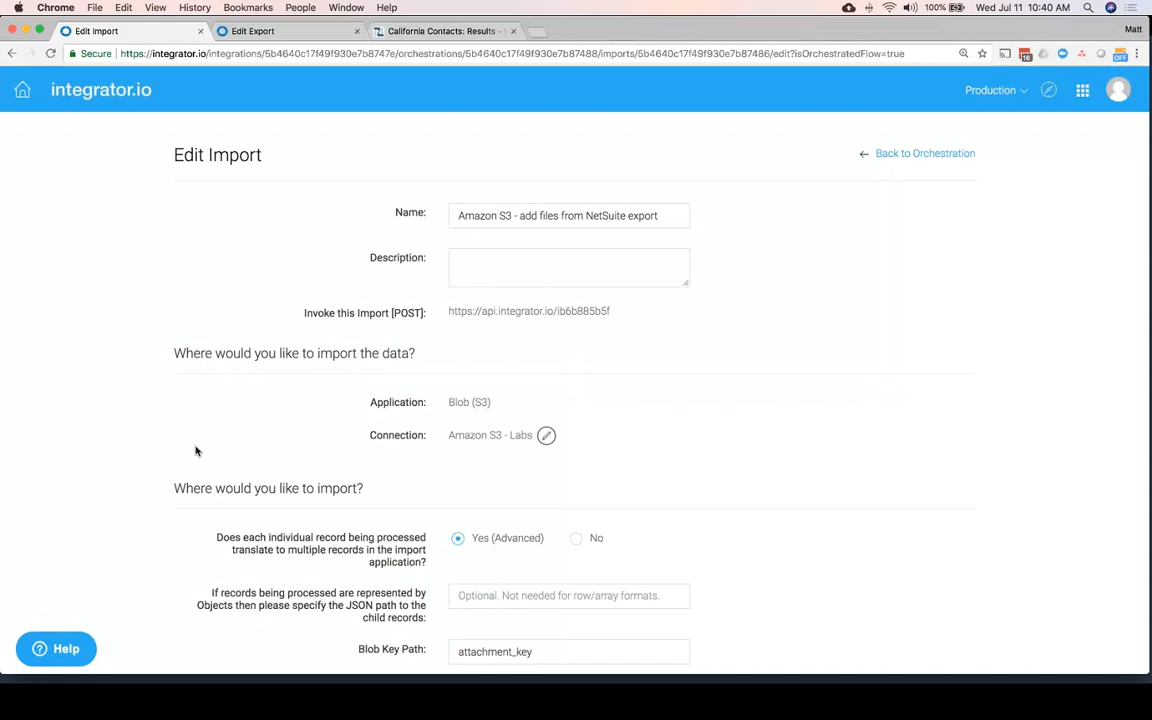 Chrome File Edit View History Bookmarks People Window Help 100% Wed Jul 11 10:40 AM
Edit Import Edit Export California Contacts: Results - Matt
Secure https://integrator.io/integrations/5b4640c17f49f930e7b8747e/orchestrations/5b4640c17f49f930e7b87488/imports/5b4640c17f49f930e7b87486/edit?isOrchestratedFlow=true 16 OFF
integrator.io Production
Edit Import ← Back to Orchestration
Name: Amazon S3 - add files from NetSuite export
Description:
Invoke this Import [POST]: https://api.integrator.io/ib6b885b5f
Where would you like to import the data?
Application: Blob (S3)
Connection: Amazon S3 - Labs
Where would you like to import?
Does each individual record being processed
translate to multiple records in the import
application?
Yes (Advanced) No
If records being processed are represented by
Objects then please specify the JSON path to the
child records:
Optional. Not needed for row/array formats.
Blob Key Path: attachment_key
? Help